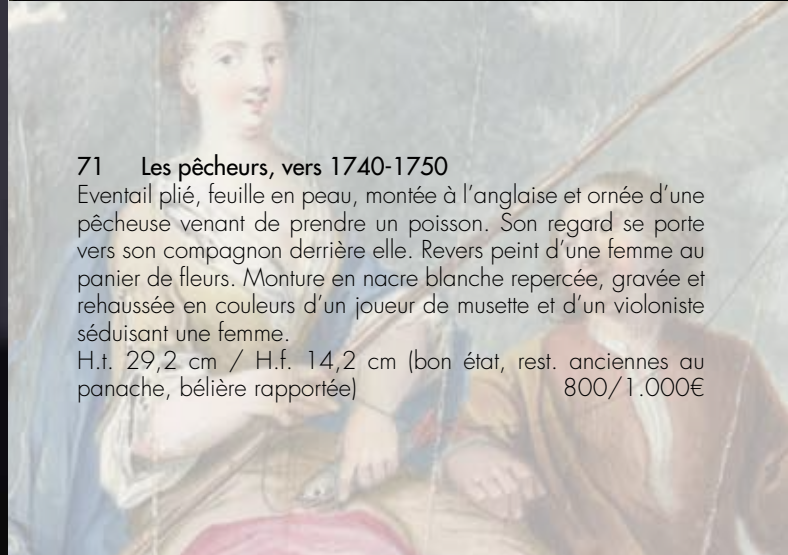 71 Les pêcheurs, vers 1740-1750
Eventail plié, feuille en peau, montée à l'anglaise et ornée d'une
pêcheuse venant de prendre un poisson. Son regard se porte
vers son compagnon derrière elle. Revers peint d'une femme au
panier de fleurs. Monture en nacre blanche repercée, gravée et
rehaussée en couleurs d'un joueur de musette et d'un violoniste
séduisant une femme.
H.t. 29,2 cm / H.f. 14,2 cm (bon état, rest. anciennes au
panache, bélière rapportée) 800/1.000€